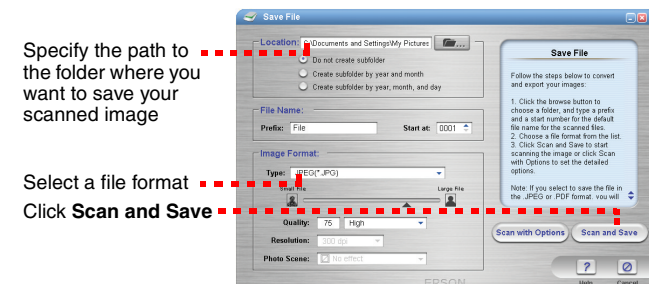 Save File
Specify the path to
the folder where you
want to save your
scanned image
Location: C:\Documents and Settings\My Pictures
Do not create subfolder
Create subfolder by year and month
Create subfolder by year, month, and day
File Name:
Prefix: File Start at: 0001
Image Format:
Select a file format
Type: JPEG(*.JPG)
Small File Large File
Click Scan and Save
Quality: 75 High
Resolution: 300 dpi
Photo Scene: No effect
EPSON
Save File
Follow the steps below to convert
and export your images:
1. Click the browse button to
choose a folder, and type a prefix
and a start number for the default
file name for the scanned files.
2. Choose a file format from the list.
3. Click Scan and Save to start
scanning the image or click Scan
with Options to set the detailed
options.
Note: If you select to save the file in
the .JPEG or .PDF format, you will
Scan with Options Scan and Save
Help Cancel